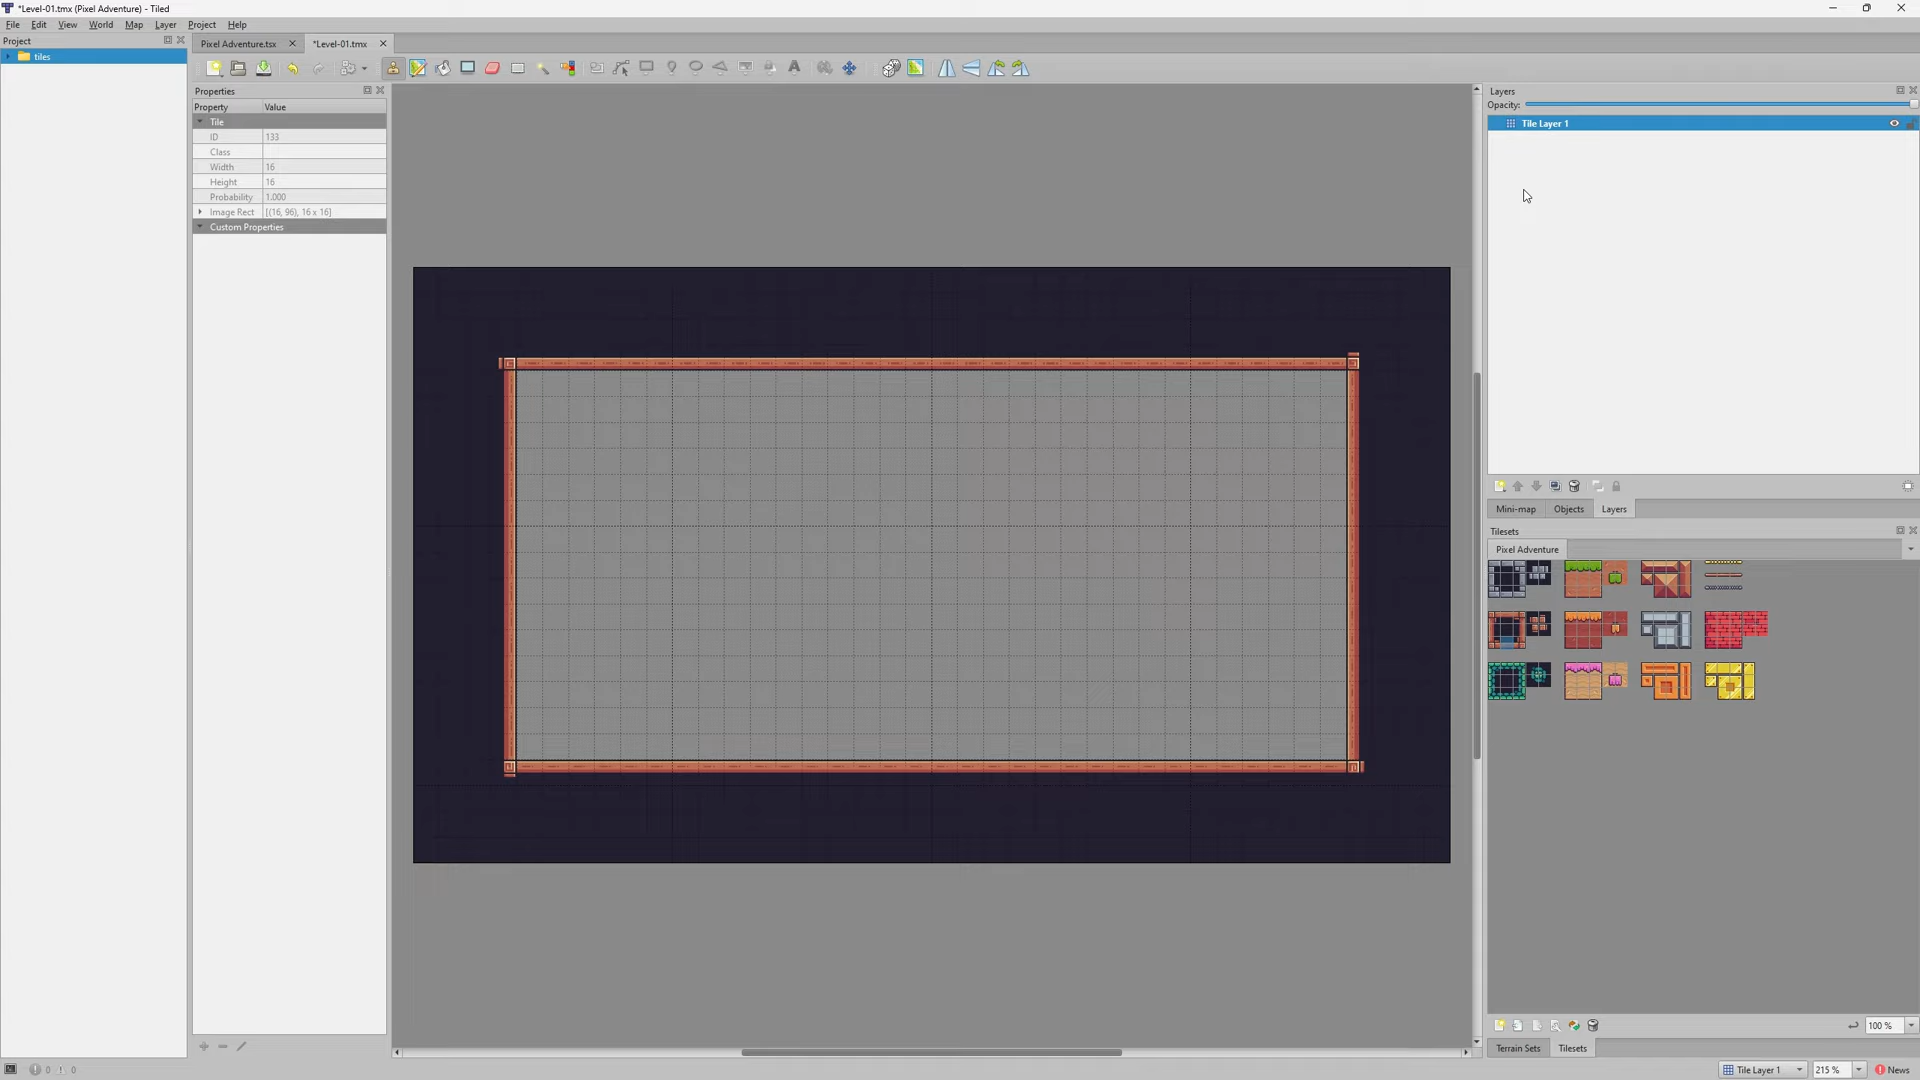 *Level-01.tmx (Pixel Adventure) - Tiled
File Edit View World Map Layer Project Help
Project
tiles
Pixel Adventure.tsx
*Level-01.tmx
Properties
Property Value
Tile
ID 133
Class
Width 16
Height 16
Probability 1.000
Image Rect [(16, 96), 16 x 16]
Custom Properties
Layers
Opacity:
Tile Layer 1
Mini-map Objects Layers
Tilesets
Pixel Adventure
100 %
Terrain Sets Tilesets
0 0
Tile Layer 1
215 %
News